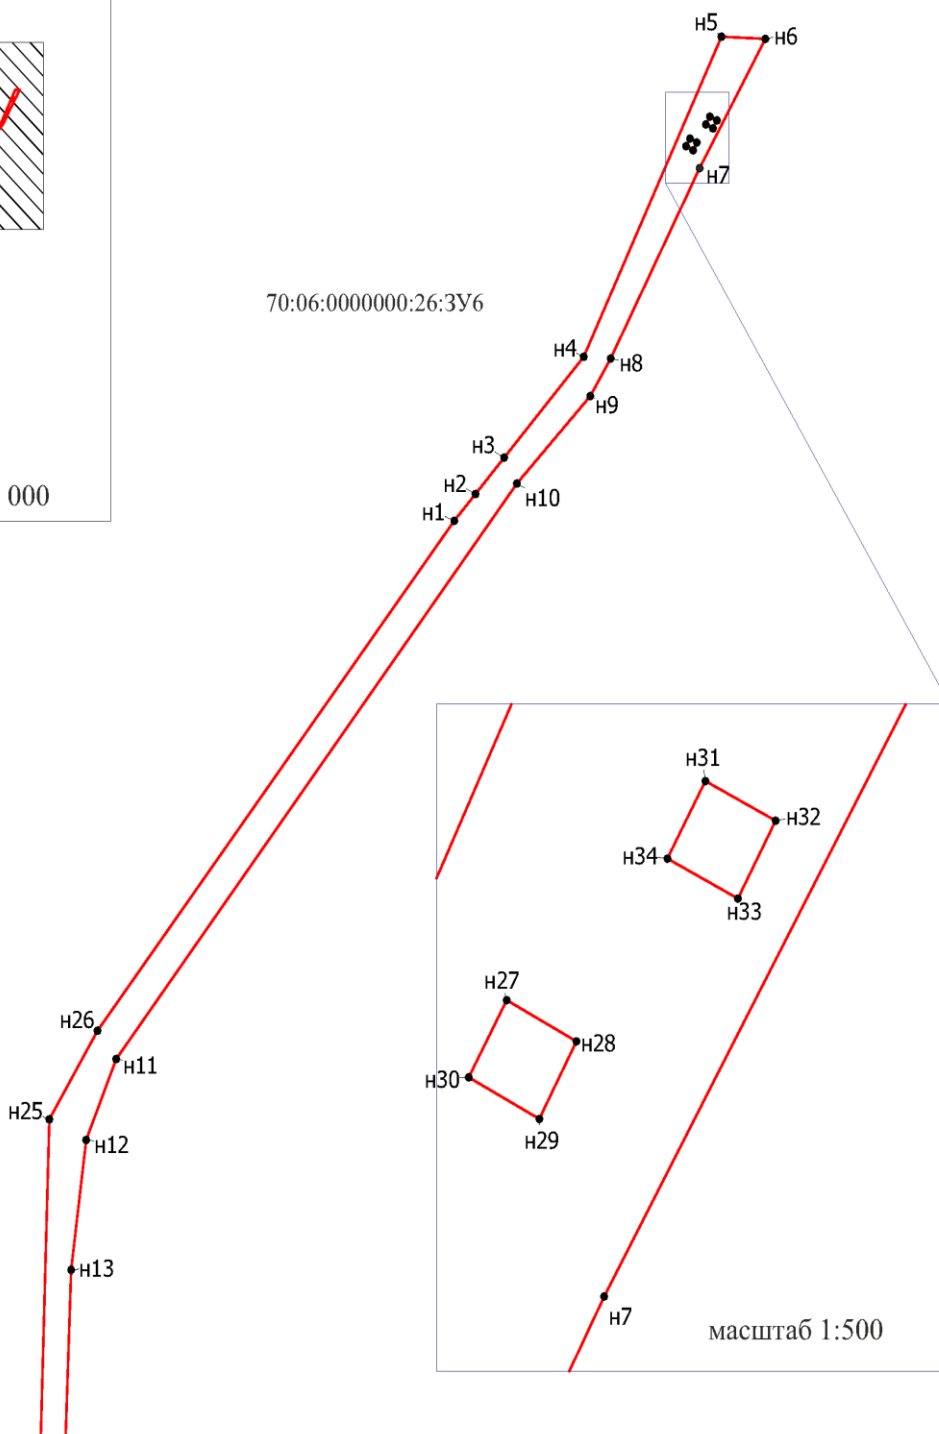 н5
н6
н7
70:06:0000000:26:ЗУ6
н4
н8
н9
н3
н2
н10
000
н1
н31
н32
н34
н33
н27
н26
н28
н11
н30
н25
н29
н12
н13
н7
масштаб 1:500